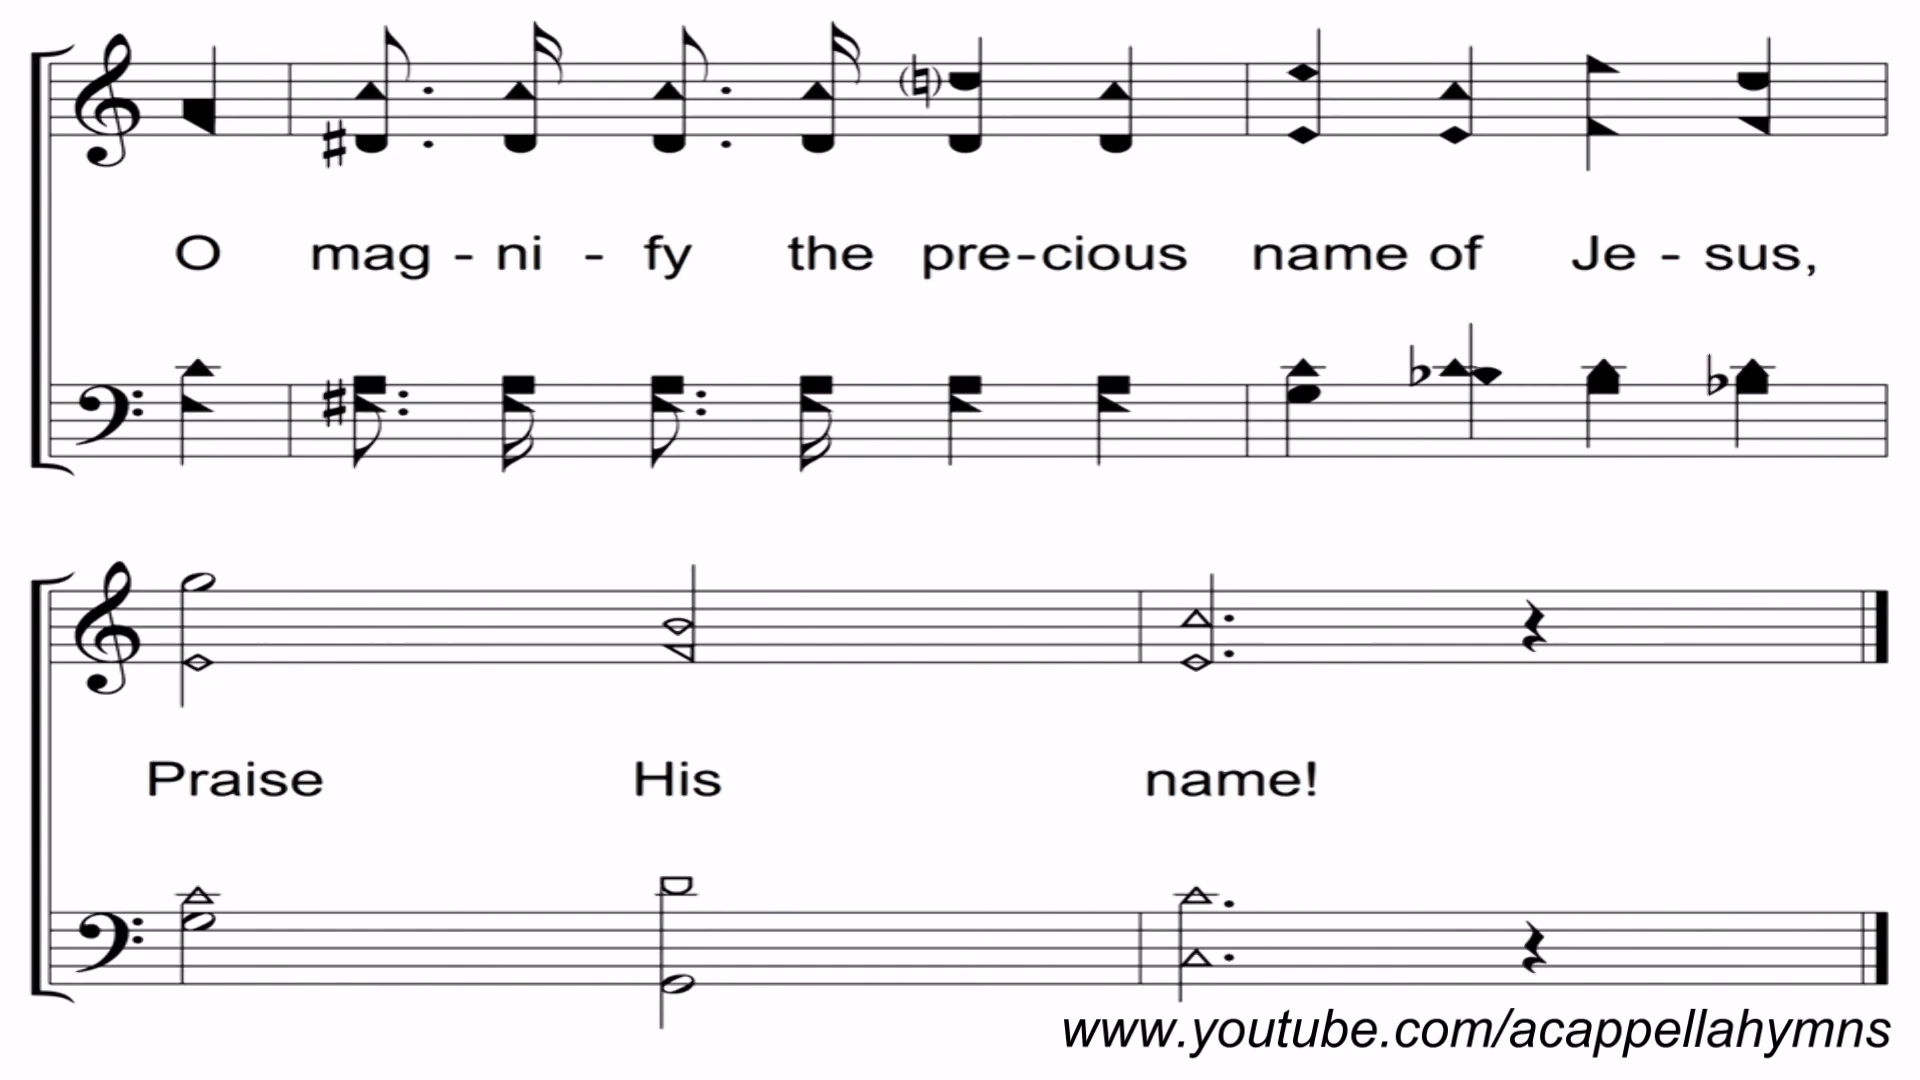 O mag - ni - fy the pre-cious name of Je - sus,
Praise His name!
www.youtube.com/acappellahymns